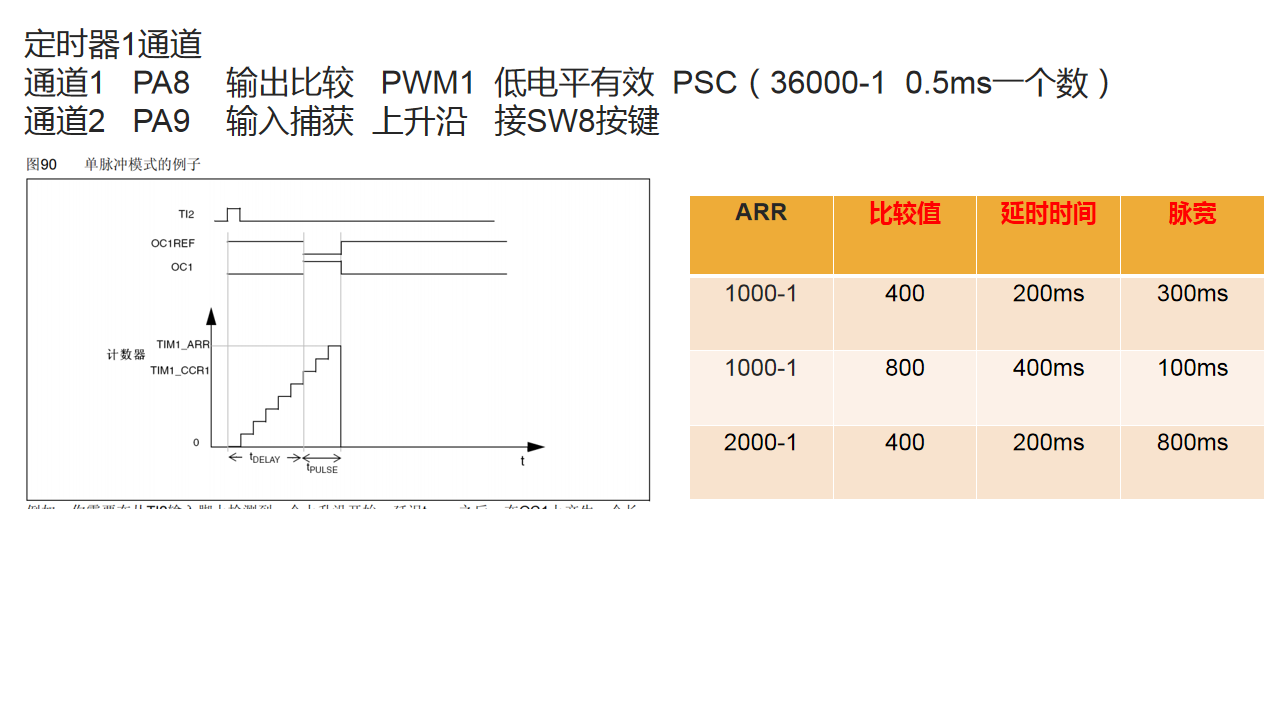 定时器1通道
通道1 PA8 输出比较 PWM1 低电平有效 PSC（36000-1 0.5ms一个数）
通道2 PA9 输入捕获 上升沿 接SW8按键
图90 单脉冲模式的例子
TI2
OC1REF
OC1
计数器
TIM1_ARR
TIM1_CCR1
0
tDELAY
tPULSE
t
ARR 比较值 延时时间 脉宽
1000-1 400 200ms 300ms
1000-1 800 400ms 100ms
2000-1 400 200ms 800ms